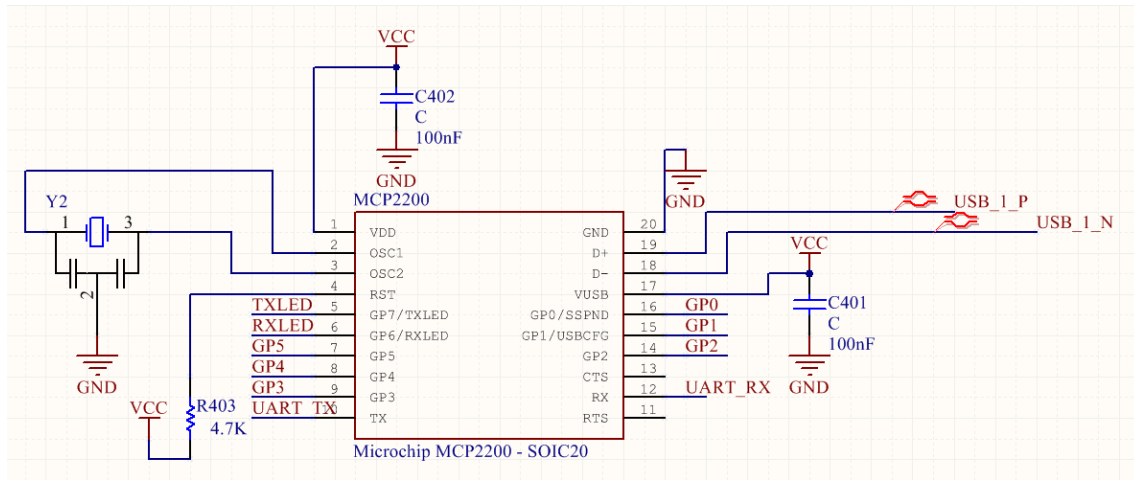 VCC
C402
C
100nF
GND
MCP2200
GND
Y2
1
3
2
GND
USB_1_P
USB_1_N
VCC
C401
C
100nF
GND
1 VDD
2 OSC1
3 OSC2
4 RST
TXLED 5 GP7/TXLED
RXLED 6 GP6/RXLED
GP5 7 GP5
GP4 8 GP4
GP3 9 GP3
UART_TX 10 TX
GND 20
D+ 19
D- 18
VUSB 17
GP0/SSPND 16 GP0
GP1/USBCFG 15 GP1
GP2 14 GP2
CTS 13
RX 12 UART_RX
RTS 11
VCC
R403
4.7K
Microchip MCP2200 - SOIC20